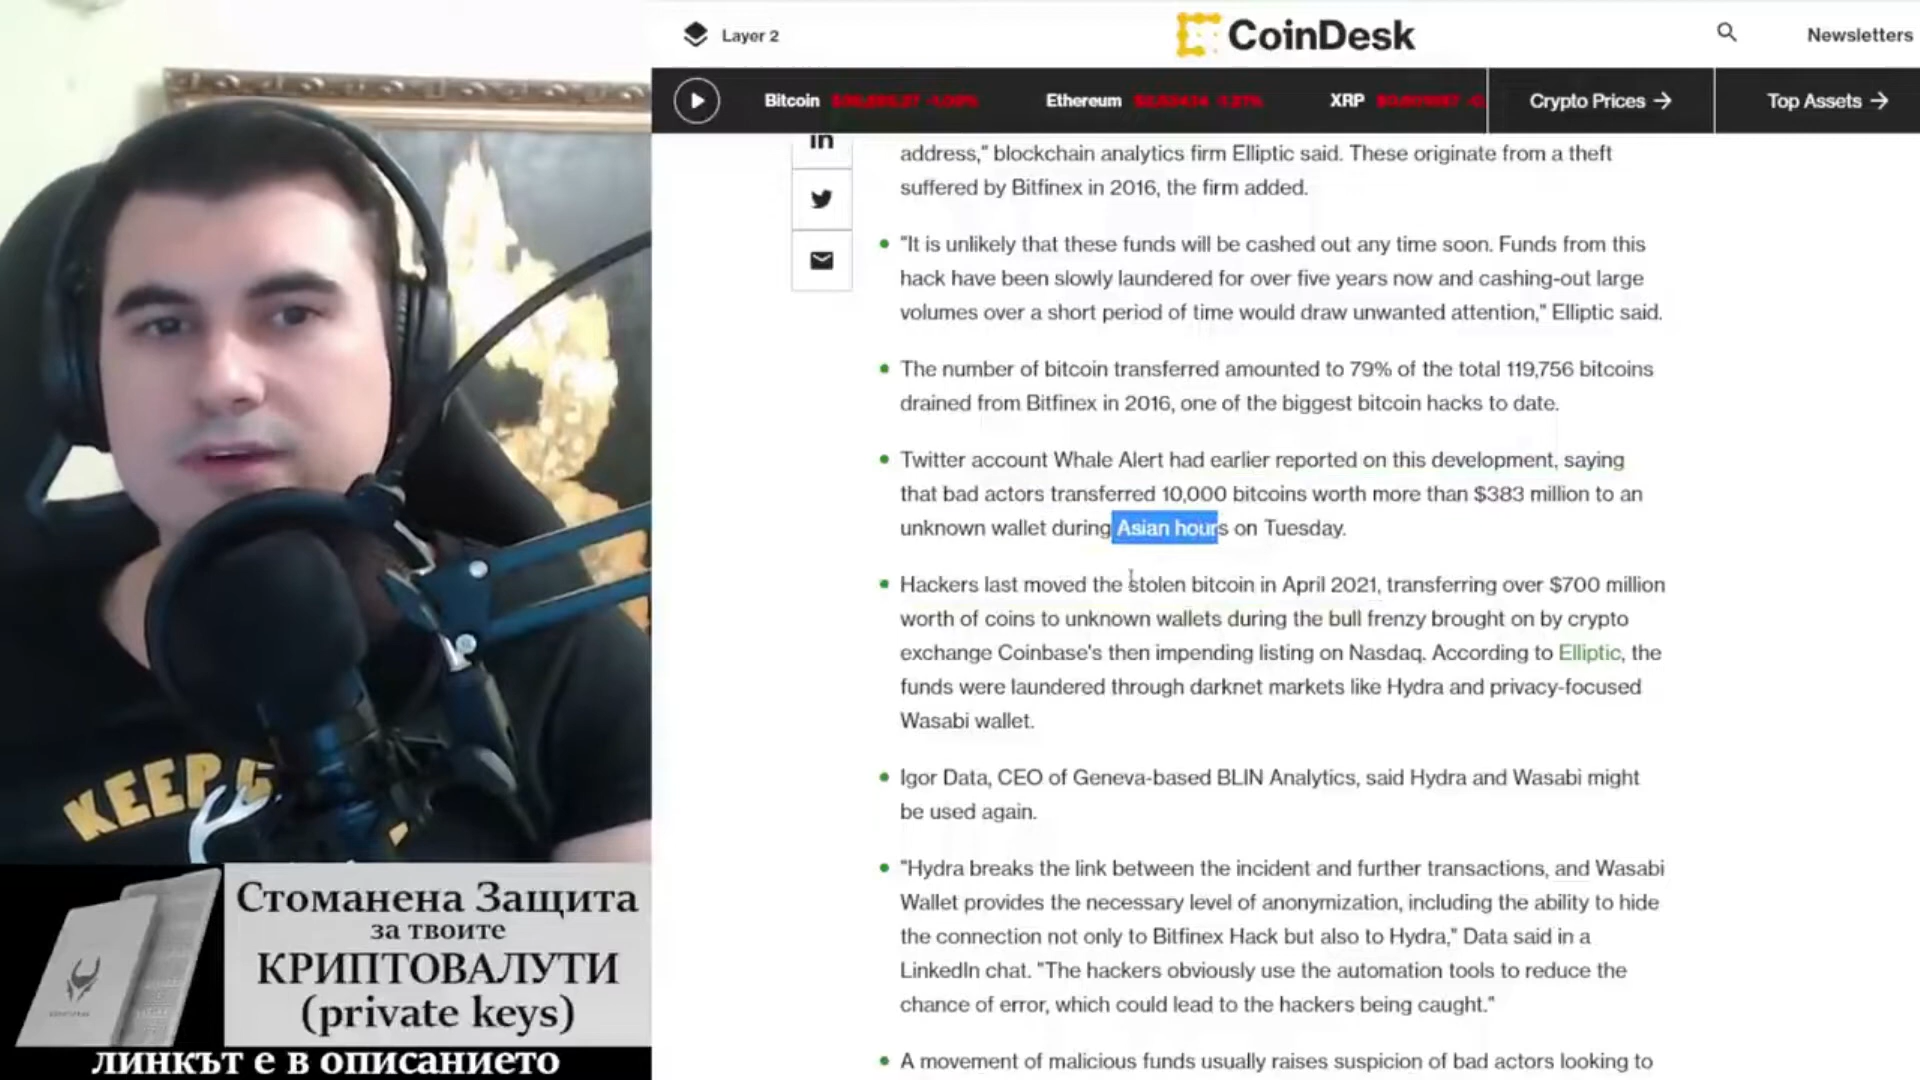 Layer 2
CoinDesk
Newsletters
Bitcoin
Ethereum
XRP
Crypto Prices →
Top Assets →
in
address," blockchain analytics firm Elliptic said. These originate from a theft
suffered by Bitfinex in 2016, the firm added.
"It is unlikely that these funds will be cashed out any time soon. Funds from this
hack have been slowly laundered for over five years now and cashing-out large
volumes over a short period of time would draw unwanted attention," Elliptic said.
The number of bitcoin transferred amounted to 79% of the total 119,756 bitcoins
drained from Bitfinex in 2016, one of the biggest bitcoin hacks to date.
Twitter account Whale Alert had earlier reported on this development, saying
that bad actors transferred 10,000 bitcoins worth more than $383 million to an
unknown wallet during Asian hours on Tuesday.
Hackers last moved the stolen bitcoin in April 2021, transferring over $700 million
worth of coins to unknown wallets during the bull frenzy brought on by crypto
exchange Coinbase's then impending listing on Nasdaq. According to Elliptic, the
funds were laundered through darknet markets like Hydra and privacy-focused
Wasabi wallet.
Igor Data, CEO of Geneva-based BLIN Analytics, said Hydra and Wasabi might
be used again.
"Hydra breaks the link between the incident and further transactions, and Wasabi
Wallet provides the necessary level of anonymization, including the ability to hide
the connection not only to Bitfinex Hack but also to Hydra," Data said in a
LinkedIn chat. "The hackers obviously use the automation tools to reduce the
chance of error, which could lead to the hackers being caught."
A movement of malicious funds usually raises suspicion of bad actors looking to
KEEP
Стоманена Защита
за твоите
КРИПТОВАЛУТИ
(private keys)
линкът е в описанието